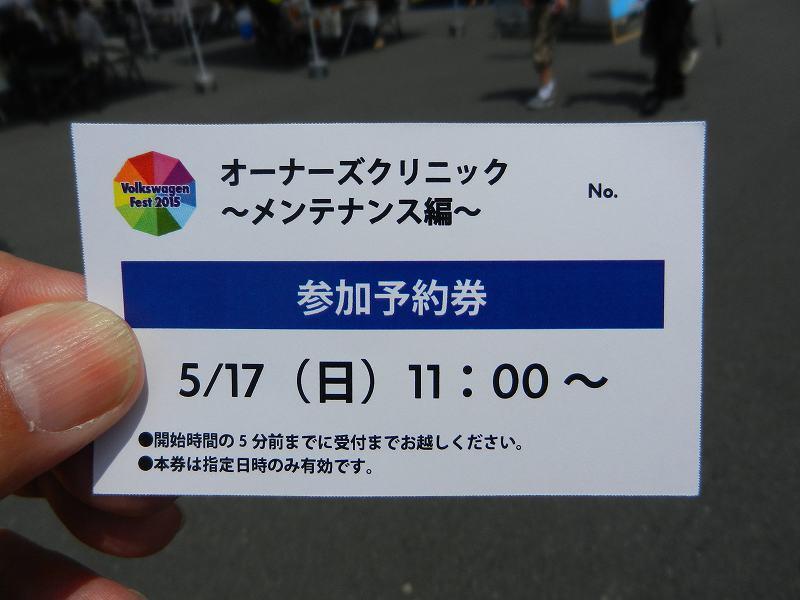 Volkswagen
Fest 2015
オーナーズクリニック
～メンテナンス編～
No.
参加予約券
5/17（日）11：00～
●開始時間の5分前までに受付までお越しください。
●本券は指定日時のみ有効です。